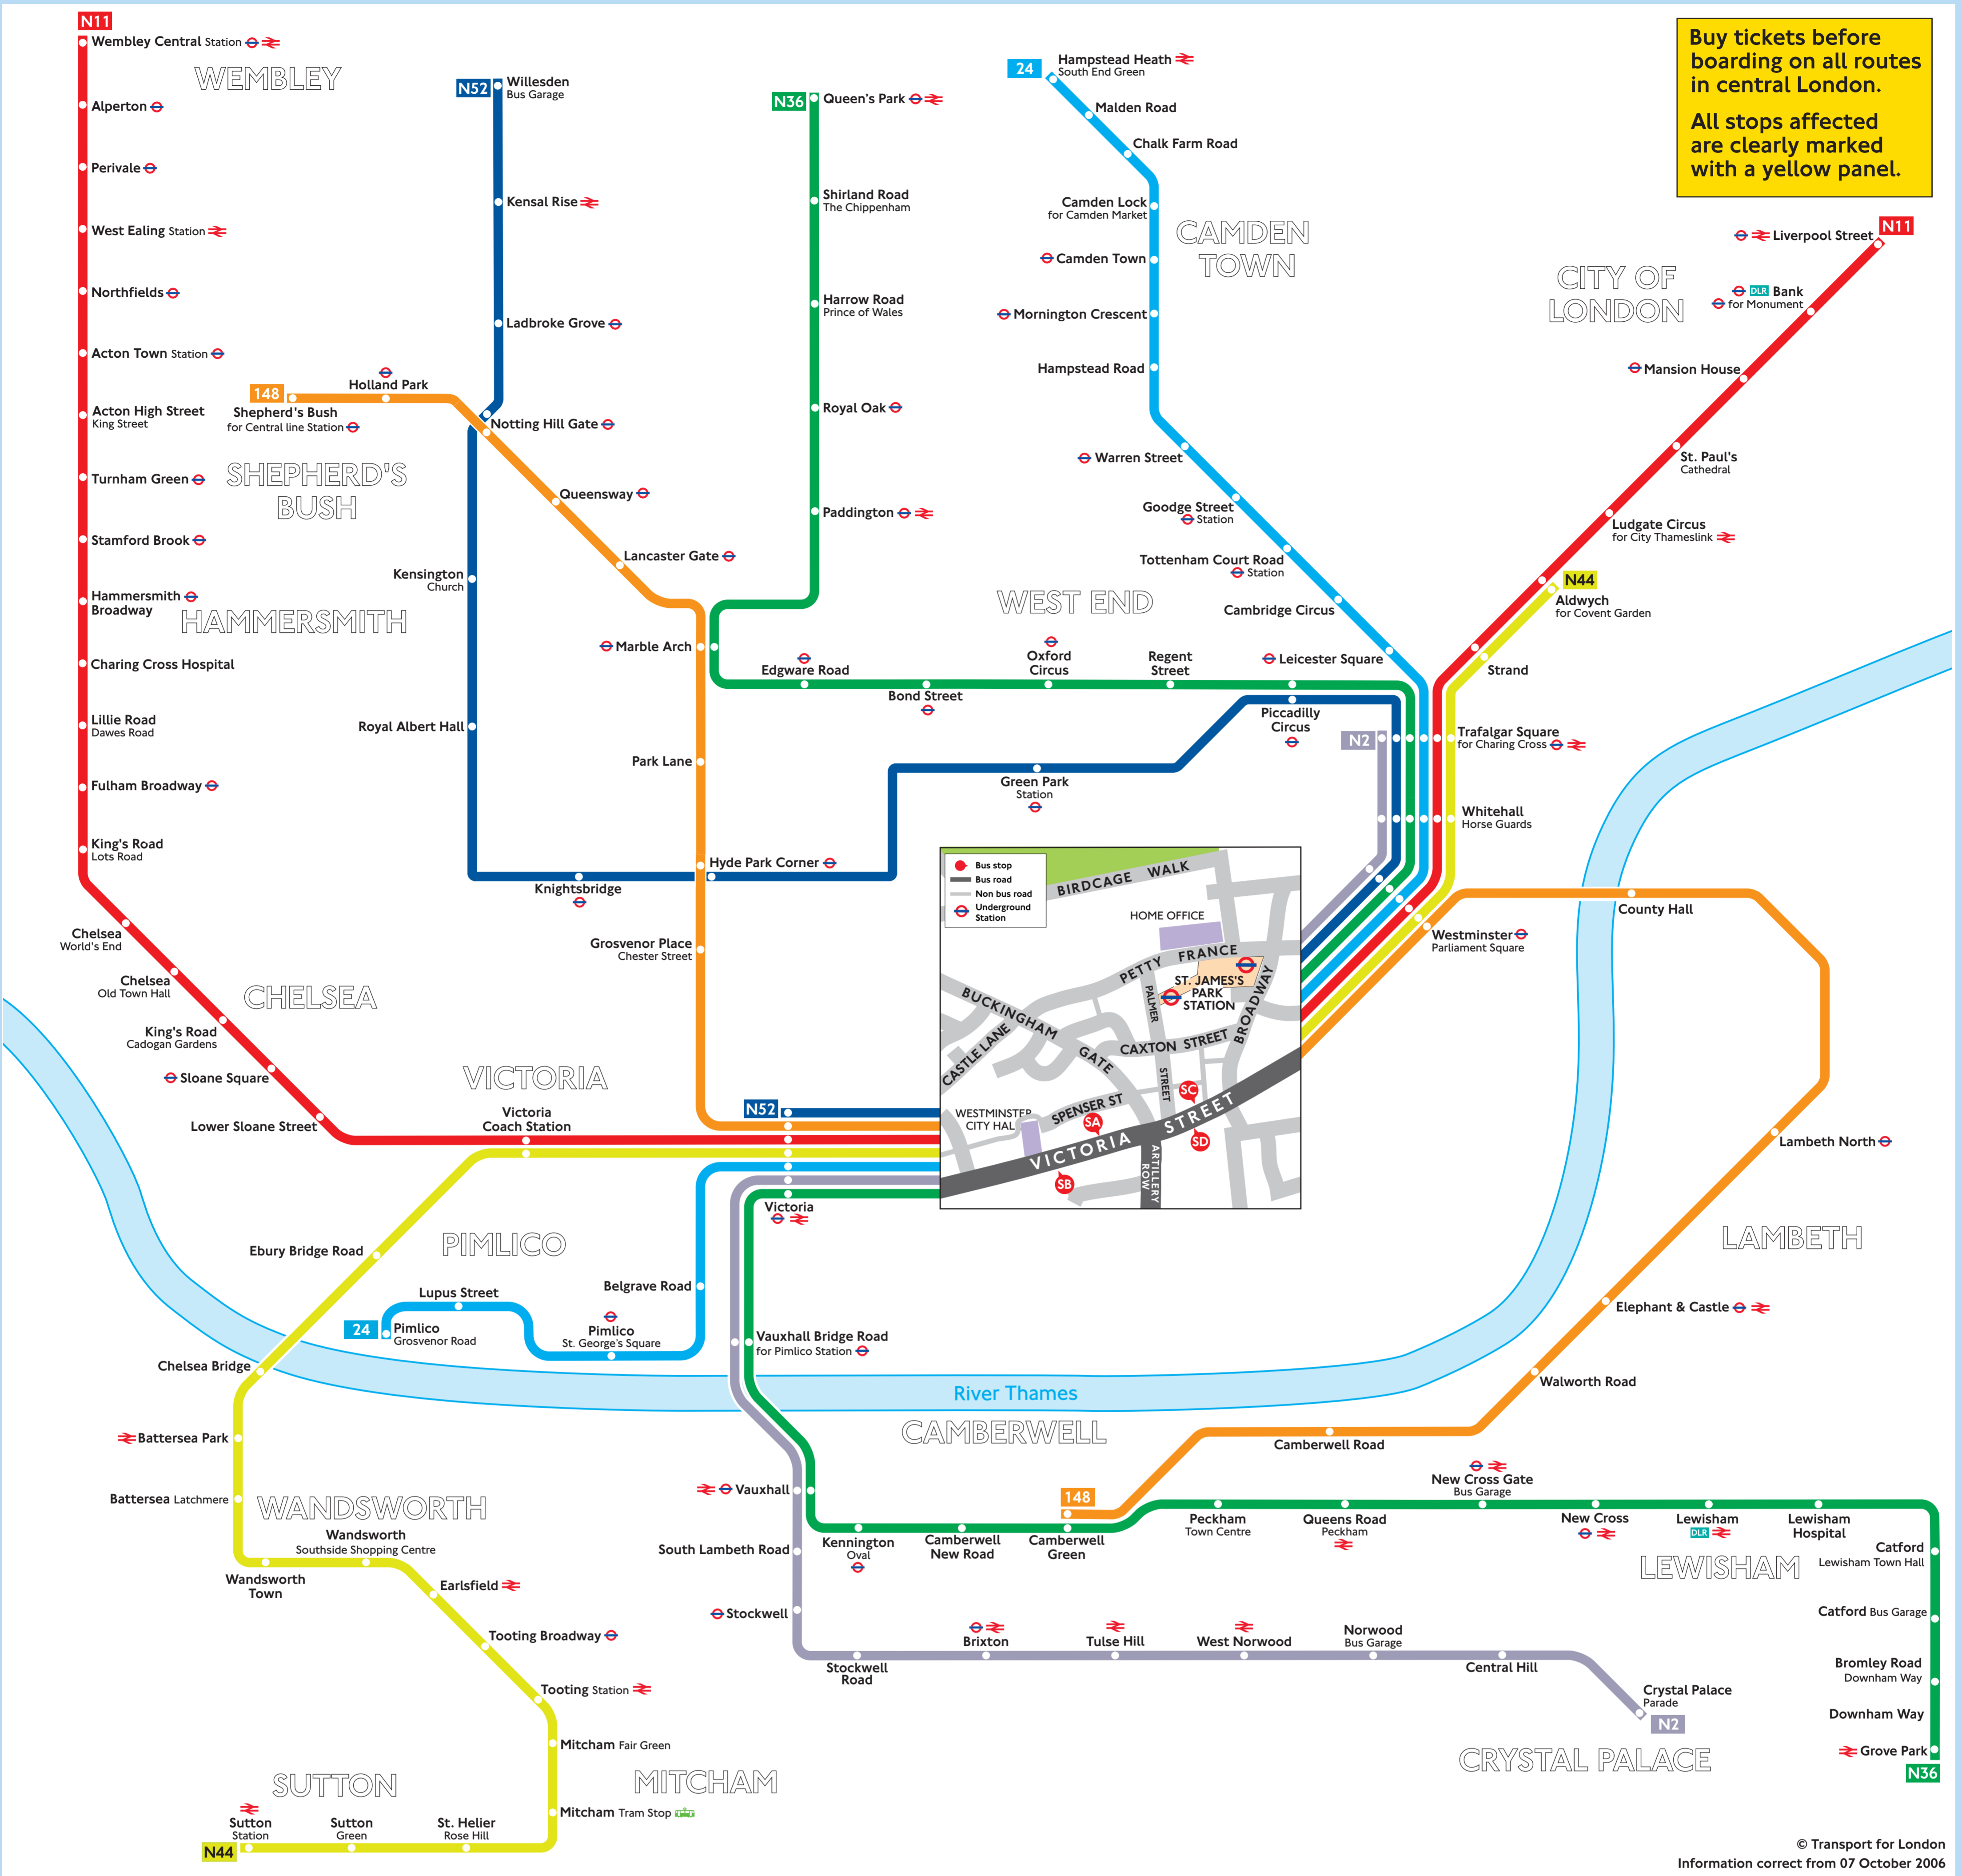 N11
Wembley Central Station
Alperton
Perivale
West Ealing Station
Northfields
Acton Town Station
Acton High Street
King Street
Turnham Green
Stamford Brook
Hammersmith
Broadway
Charing Cross Hospital
Lillie Road
Dawes Road
Fulham Broadway
King's Road
Lots Road
Chelsea
World's End
Chelsea
Old Town Hall
King's Road
Cadogan Gardens
Sloane Square
Lower Sloane Street
WEMBLEY
SHEPHERD'S
BUSH
HAMMERSMITH
CHELSEA
VICTORIA
PIMLICO
N52
Willesden
Bus Garage
Kensal Rise
Ladbroke Grove
Notting Hill Gate
Kensington
Church
Royal Albert Hall
Knightsbridge
148
Shepherd's Bush
for Central line Station
Holland Park
Queensway
Lancaster Gate
Marble Arch
Park Lane
Hyde Park Corner
Grosvenor Place
Chester Street
N36
Queen's Park
Shirland Road
The Chippenham
Harrow Road
Prince of Wales
Royal Oak
Paddington
Edgware Road
Bond Street
Oxford
Circus
Regent
Street
Green Park
Station
Piccadilly
Circus
WEST END
24
Hampstead Heath
South End Green
Malden Road
Chalk Farm Road
Camden Lock
for Camden Market
Camden Town
Mornington Crescent
Hampstead Road
Warren Street
Goodge Street
Station
Tottenham Court Road
Station
Cambridge Circus
Leicester Square
CAMDEN
TOWN
Buy tickets before
boarding on all routes
in central London.
All stops affected
are clearly marked
with a yellow panel.
N11
Liverpool Street
DLR Bank
for Monument
Mansion House
St. Paul's
Cathedral
Ludgate Circus
for City Thameslink
CITY OF
LONDON
N44
Aldwych
for Covent Garden
Strand
N2
Trafalgar Square
for Charing Cross
Whitehall
Horse Guards
Westminster
Parliament Square
County Hall
Lambeth North
LAMBETH
Elephant & Castle
Walworth Road
Camberwell Road
148
Bus stop
Bus road
Non bus road
Underground
Station
BIRDCAGE WALK
HOME OFFICE
PETTY FRANCE
ST. JAMES'S
PARK
STATION
BUCKINGHAM
GATE
CASTLE LANE
PALMER
STREET
CAXTON STREET
BROADWAY
WESTMINSTER
CITY HAL
SPENSER ST
SA
SC
SD
SB
VICTORIA STREET
ARTILLERY
ROW
N52
Victoria
Coach Station
Victoria
Ebury Bridge Road
Lupus Street
24
Pimlico
Grosvenor Road
Pimlico
St. George's Square
Belgrave Road
Vauxhall Bridge Road
for Pimlico Station
River Thames
Chelsea Bridge
Battersea Park
Battersea Latchmere
WANDSWORTH
Wandsworth
Southside Shopping Centre
Wandsworth
Town
Earlsfield
Tooting Broadway
Tooting Station
Mitcham Fair Green
Mitcham Tram Stop
MITCHAM
SUTTON
N44
Sutton
Station
Sutton
Green
St. Helier
Rose Hill
CAMBERWELL
Vauxhall
South Lambeth Road
Stockwell
Stockwell
Road
Brixton
Tulse Hill
West Norwood
Norwood
Bus Garage
Central Hill
Crystal Palace
Parade
N2
CRYSTAL PALACE
Kennington
Oval
Camberwell
New Road
Camberwell
Green
Peckham
Town Centre
Queens Road
Peckham
New Cross Gate
Bus Garage
New Cross
Lewisham
DLR
Lewisham
Hospital
LEWISHAM
Catford
Lewisham Town Hall
Catford Bus Garage
Bromley Road
Downham Way
Downham Way
Grove Park
N36
© Transport for London
Information correct from 07 October 2006